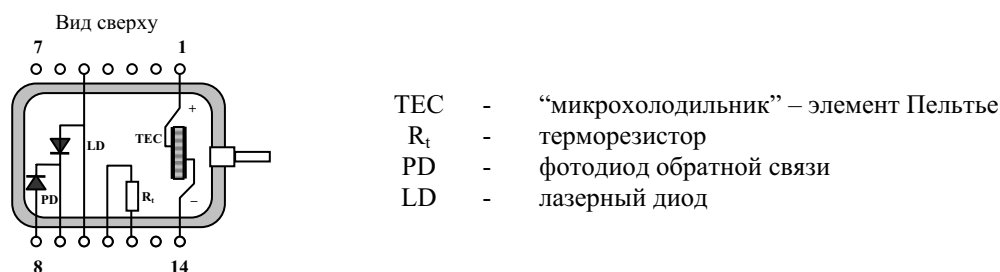 Вид сверху
7 1
+
LD
TEC
PD
Rt
–
8 14
TEC - “микрохолодильник” – элемент Пельтье
Rt - терморезистор
PD - фотодиод обратной связи
LD - лазерный диод